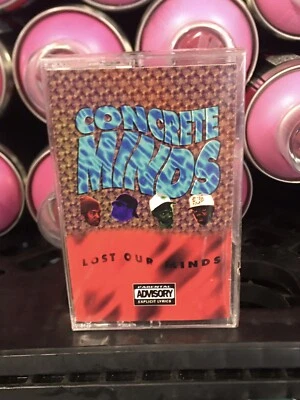 CONCRETE
MINDS
LOST OUR MINDS
PARENTAL
ADVISORY
EXPLICIT LYRICS